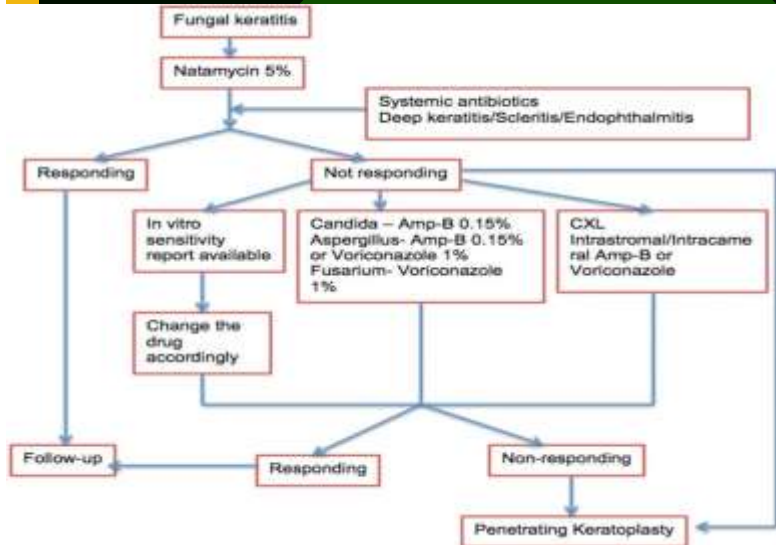 Fungal keratitis
Natamycin 5%
Systemic antibiotics
Deep keratitis/Scleritis/Endophthalmitis
Responding
Not responding
In vitro
sensitivity
report available
Candida – Amp-B 0.15%
Aspergillus- Amp-B 0.15%
or Voriconazole 1%
Fusarium- Voriconazole
1%
CXL
Intrastromal/Intracame
ral Amp-B or
Voriconazole
Change the
drug
accordingly
Follow-up
Responding
Non-responding
Penetrating Keratoplasty